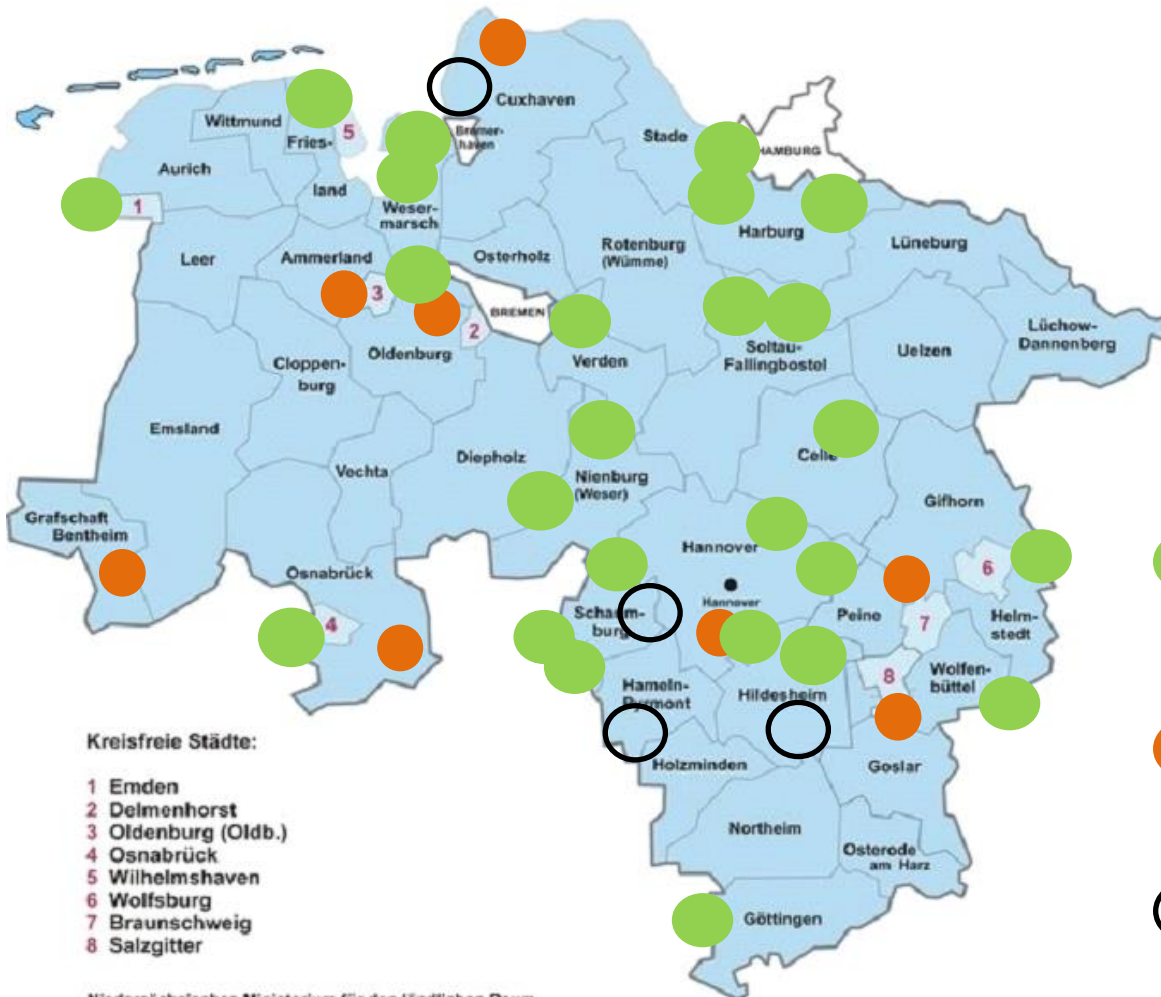 Cuxhaven
Wittmund
Fries-
land
5
Bremer-
haven
Stade
HAMBURG
Aurich
1
Weser-
marsch
Harburg
Lüneburg
Leer
Ammerland
3
Osterholz
Rotenburg
(Wümme)
BREMEN
2
Oldenburg
Cloppen-
burg
Verden
Soltau-
Fallingbostel
Uelzen
Lüchow-
Dannenberg
Emsland
Vechta
Diepholz
Nienburg
(Weser)
Celle
Gifhorn
Grafschaft
Bentheim
Osnabrück
4
Hannover
Hannover
Schaum-
burg
Peine
6
7
Helm-
stedt
8
Wolfen-
büttel
Hameln-
Pyrmont
Hildesheim
Holzminden
Goslar
Northeim
Osterode
am Harz
Göttingen
Kreisfreie Städte:
1 Emden
2 Delmenhorst
3 Oldenburg (Oldb.)
4 Osnabrück
5 Wilhelmshaven
6 Wolfsburg
7 Braunschweig
8 Salzgitter